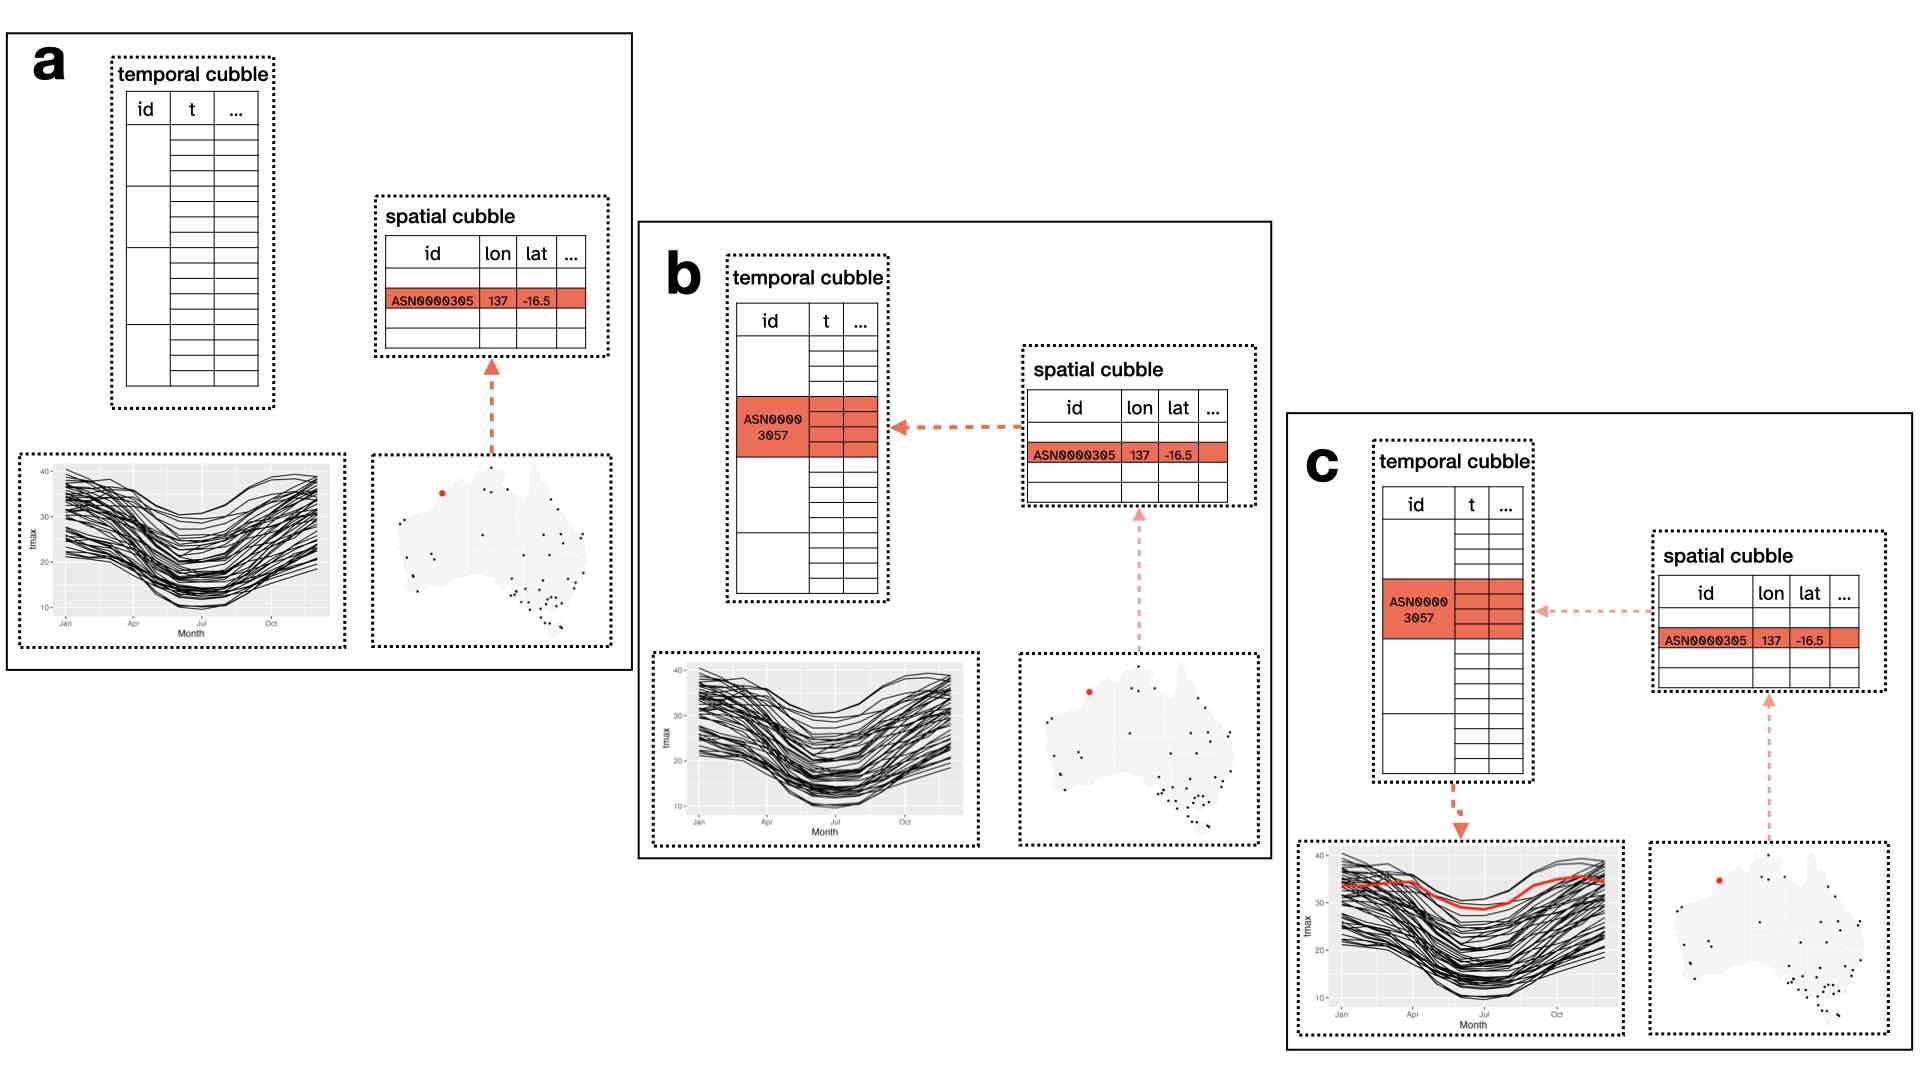 a
temporal cubble
id t ...
spatial cubble
id lon lat ...
ASN0000305 137 -16.5
40
30
20
10
tmax
Jan Apr Jul Oct
Month
b
temporal cubble
id t ...
ASN0000
3057
spatial cubble
id lon lat ...
ASN0000305 137 -16.5
40
30
20
10
tmax
Jan Apr Jul Oct
Month
c
temporal cubble
id t ...
ASN0000
3057
spatial cubble
id lon lat ...
ASN0000305 137 -16.5
40
30
20
10
tmax
Jan Apr Jul Oct
Month